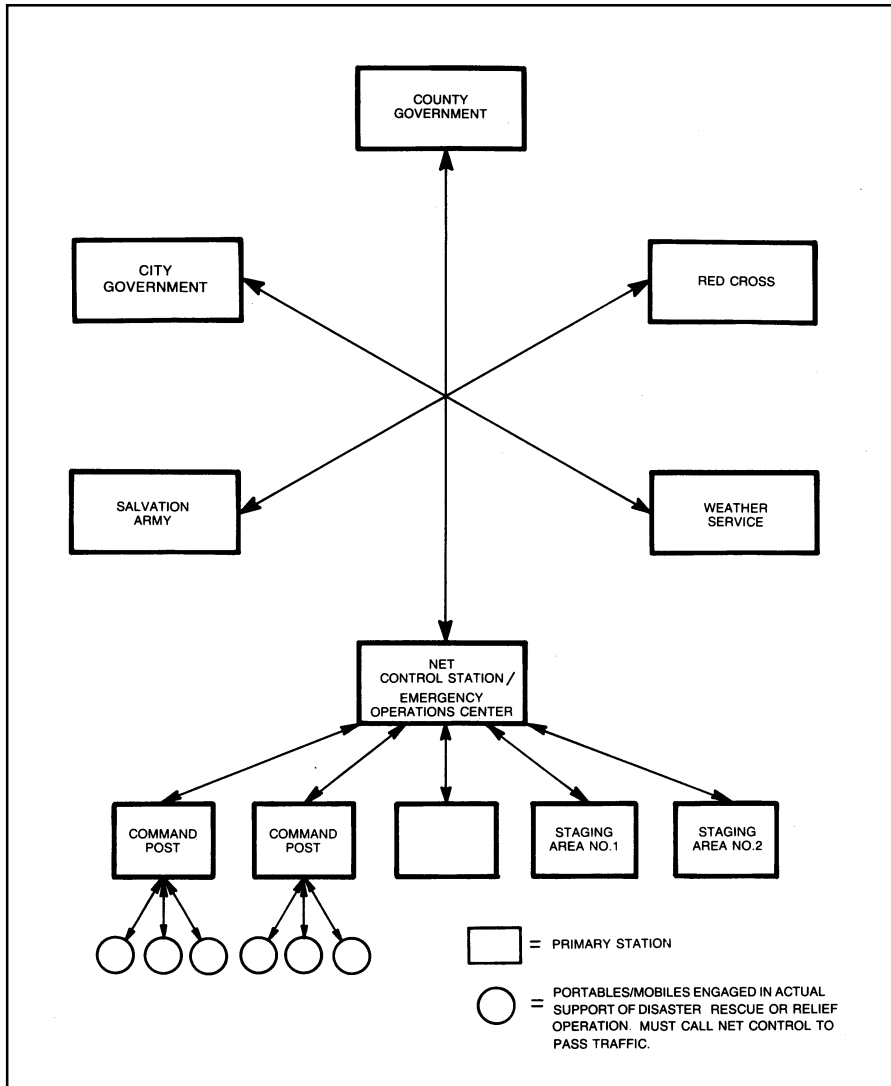 COUNTY
GOVERNMENT
CITY
GOVERNMENT
RED CROSS
SALVATION
ARMY
WEATHER
SERVICE
NET
CONTROL STATION /
EMERGENCY
OPERATIONS CENTER
COMMAND
POST
COMMAND
POST
STAGING
AREA NO.1
STAGING
AREA NO.2
= PRIMARY STATION
= PORTABLES/MOBILES ENGAGED IN ACTUAL
SUPPORT OF DISASTER RESCUE OR RELIEF
OPERATION. MUST CALL NET CONTROL TO
PASS TRAFFIC.